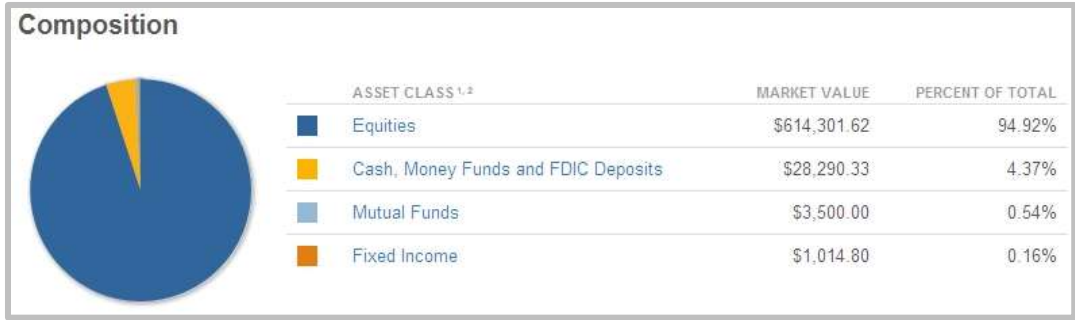 Composition
ASSET CLASS 1, 2 MARKET VALUE PERCENT OF TOTAL
Equities $614,301.62 94.92%
Cash, Money Funds and FDIC Deposits $28,290.33 4.37%
Mutual Funds $3,500.00 0.54%
Fixed Income $1,014.80 0.16%